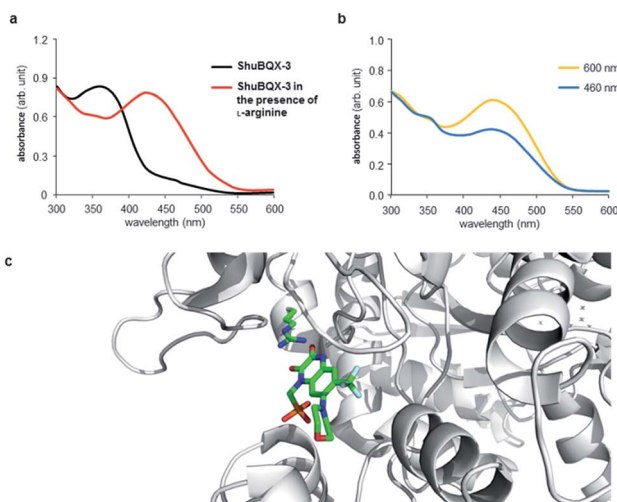 a
1.2
0.9
0.6
0.3
0
absorbance (arb. unit)
300 350 400 450 500 550 600
wavelength (nm)
ShuBQX-3
ShuBQX-3 in
the presence of
L-arginine
b
1.0
0.8
0.6
0.4
0.2
0.0
absorbance (arb. unit)
300 350 400 450 500 550 600
wavelength (nm)
600 nm
460 nm
c